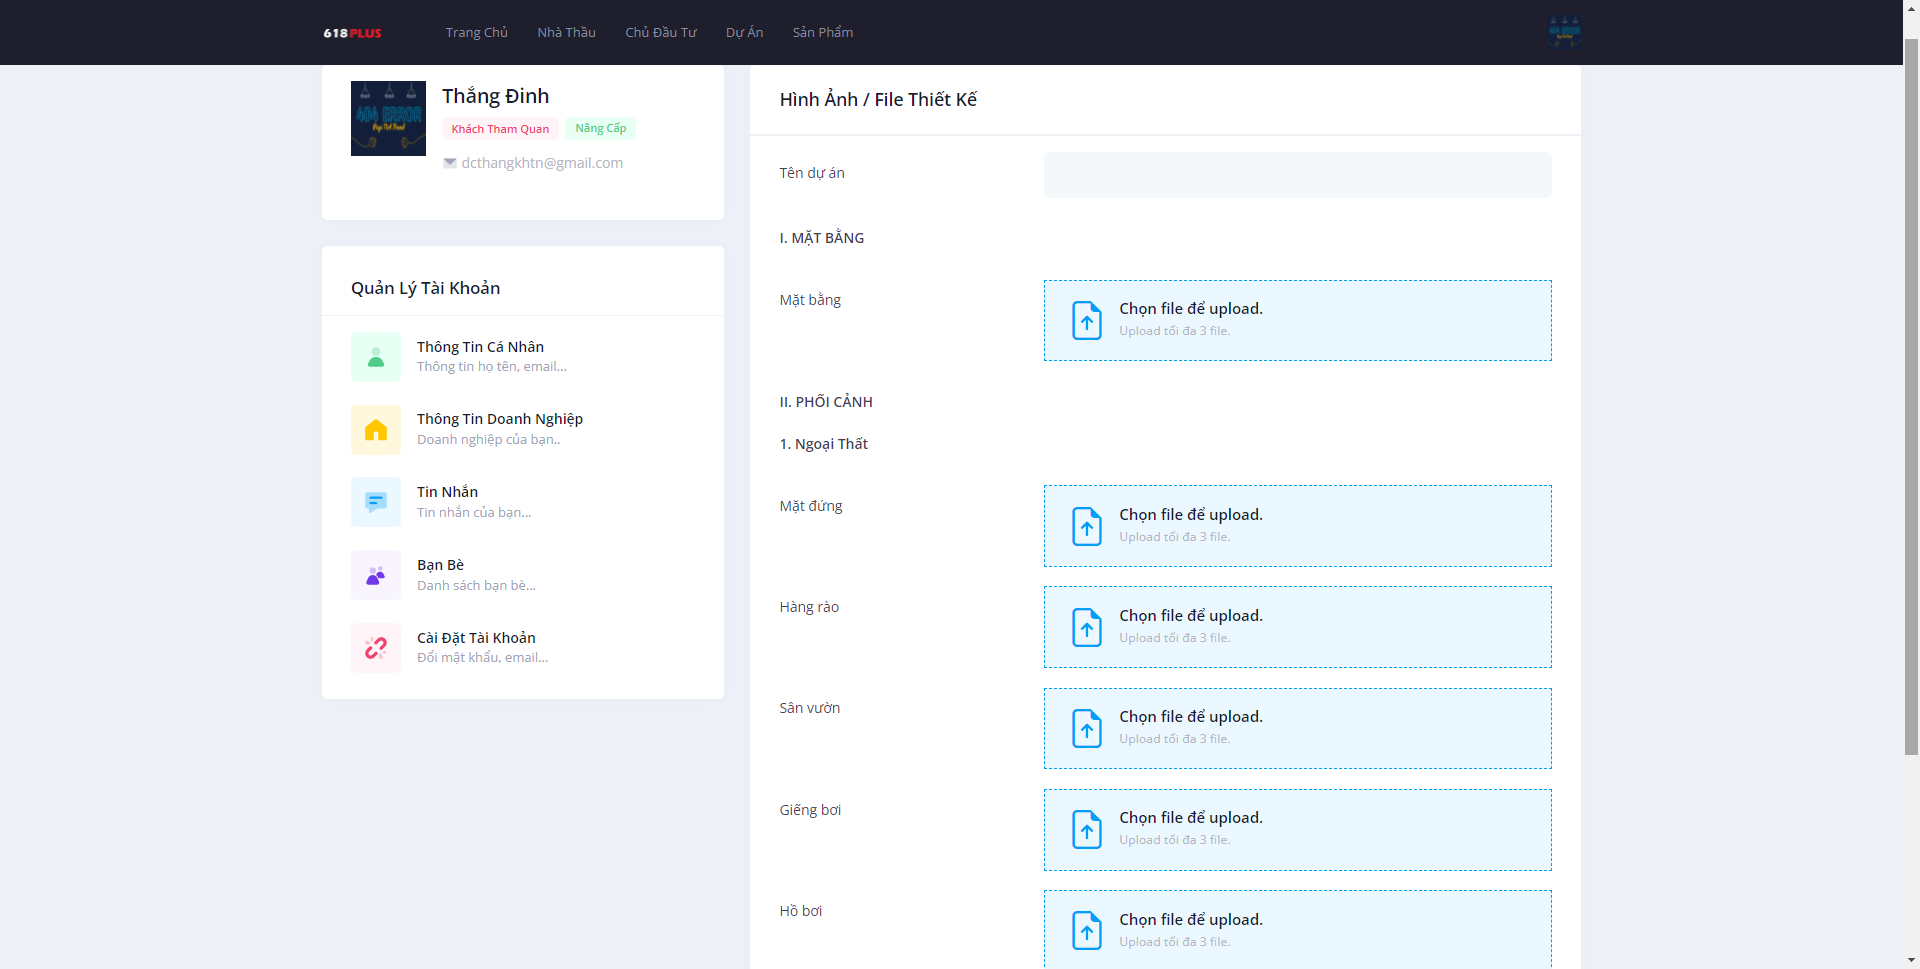 618PLUS
Trang Chủ
Nhà Thầu
Chủ Đầu Tư
Dự Án
Sản Phẩm
404 ERROR
Thắng Đinh
Khách Tham Quan
Nâng Cấp
dcthangkhtn@gmail.com
Quản Lý Tài Khoản
Thông Tin Cá Nhân
Thông tin họ tên, email...
Thông Tin Doanh Nghiệp
Doanh nghiệp của bạn..
Tin Nhắn
Tin nhắn của bạn...
Bạn Bè
Danh sách bạn bè...
Cài Đặt Tài Khoản
Đổi mật khẩu, email...
Hình Ảnh / File Thiết Kế
Tên dự án
I. MẶT BẰNG
Mặt bằng
Chọn file để upload.
Upload tối đa 3 file.
II. PHỐI CẢNH
1. Ngoại Thất
Mặt đứng
Chọn file để upload.
Upload tối đa 3 file.
Hàng rào
Chọn file để upload.
Upload tối đa 3 file.
Sân vườn
Chọn file để upload.
Upload tối đa 3 file.
Giếng bơi
Chọn file để upload.
Upload tối đa 3 file.
Hồ bơi
Chọn file để upload.
Upload tối đa 3 file.